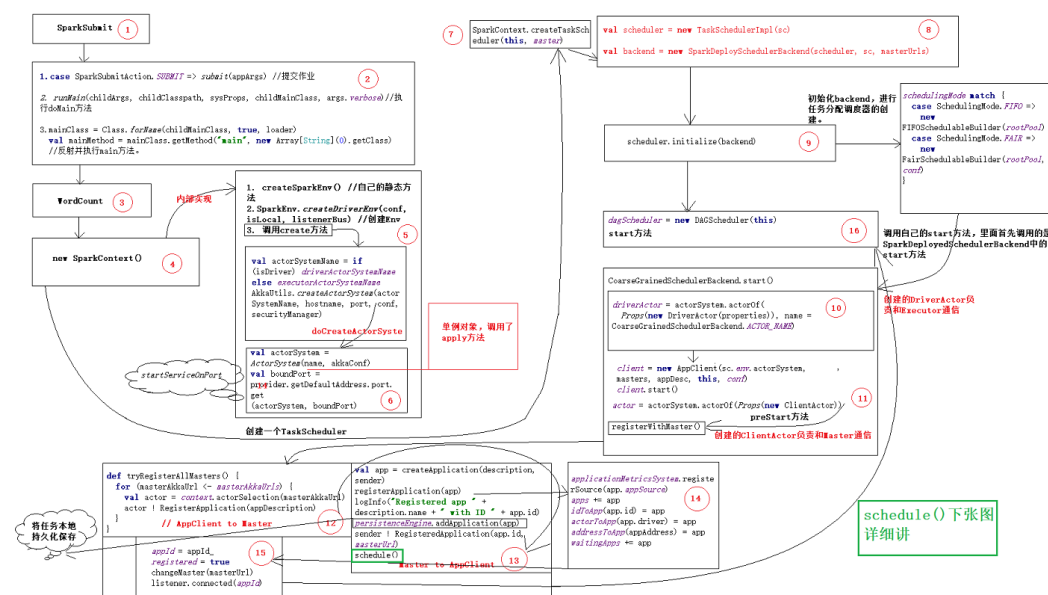 SparkSubmit
1
1.case SparkSubmitAction.SUBMIT => submit(appArgs) //提交作业
2
2. runMain(childArgs, childClasspath, sysProps, childMainClass, args.verbose)//执
行doMain方法
3.mainClass = Class.forName(childMainClass, true, loader)
val mainMethod = mainClass.getMethod("main", new Array[String](0).getClass)
//反射并执行main方法。
WordCount
3
内部实现
new SparkContext()
4
1. createSparkEnv() //自己的静态方
法
2.SparkEnv.createDriverEnv(conf,
isLocal, listenerBus) //创建Env
3. 调用create方法
5
val actorSystemName = if
(isDriver) driverActorSystemName
else executorActorSystemName
AkkaUtils.createActorSystem(actor
SystemName, hostname, port, conf,
securityManager)
doCreateActorSyste
val actorSystem =
ActorSystem(name, akkaConf)
val boundPort =
provider.getDefaultAddress.port.
get
(actorSystem, boundPort)
6
startServiceOnPort
单例对象，调用了
apply方法
创建一个TaskScheduler
7
SparkContext.createTaskSch
eduler(this, master)
val scheduler = new TaskSchedulerImpl(sc)
8
val backend = new SparkDeploySchedulerBackend(scheduler, sc, masterUrls)
初始化backend，进行
任务分配调度器的
创建。
scheduler.initialize(backend)
9
schedulingMode match {
case SchedulingMode.FIFO =>
new
FIFOSchedulableBuilder(rootPool)
case SchedulingMode.FAIR =>
new
FairSchedulableBuilder(rootPool,
conf)
}
dagScheduler = new DAGScheduler(this)
start方法
16
调用自己的start方法，里面首先调用的是
SparkDeployedSchedulerBackend中的
start方法
CoarseGrainedSchedulerBackend.start()
创建的DriverActor负
责和Executor通信
driverActor = actorSystem.actorOf(
Props(new DriverActor(properties)), name =
CoarseGrainedSchedulerBackend.ACTOR_NAME)
10
client = new AppClient(sc.env.actorSystem,
masters, appDesc, this, conf)
client.start()
11
actor = actorSystem.actorOf(Props(new ClientActor))
preStart方法
registerWithMaster()
创建的ClientActor负责和Master通信
def tryRegisterAllMasters() {
for (masterAkkaUrl <- masterAkkaUrls) {
val actor = context.actorSelection(masterAkkaUrl)
actor ! RegisterApplication(appDescription)
}
// AppClient to Master
}
12
val app = createApplication(description,
sender)
registerApplication(app)
logInfo("Registered app " +
description.name + " with ID " + app.id)
persistenceEngine.addApplication(app)
sender ! RegisteredApplication(app.id,
masterUrl)
schedule()
13
Master to AppClient
applicationMetricsSystem.registe
rSource(app.appSource)
apps += app
idToApp(app.id) = app
actorToApp(app.driver) = app
addressToApp(appAddress) = app
waitingApps += app
14
schedule()下张图
详细讲
将任务本地
持久化保存
appId = appId_
registered = true
changeMaster(masterUrl)
listener.connected(appId)
15